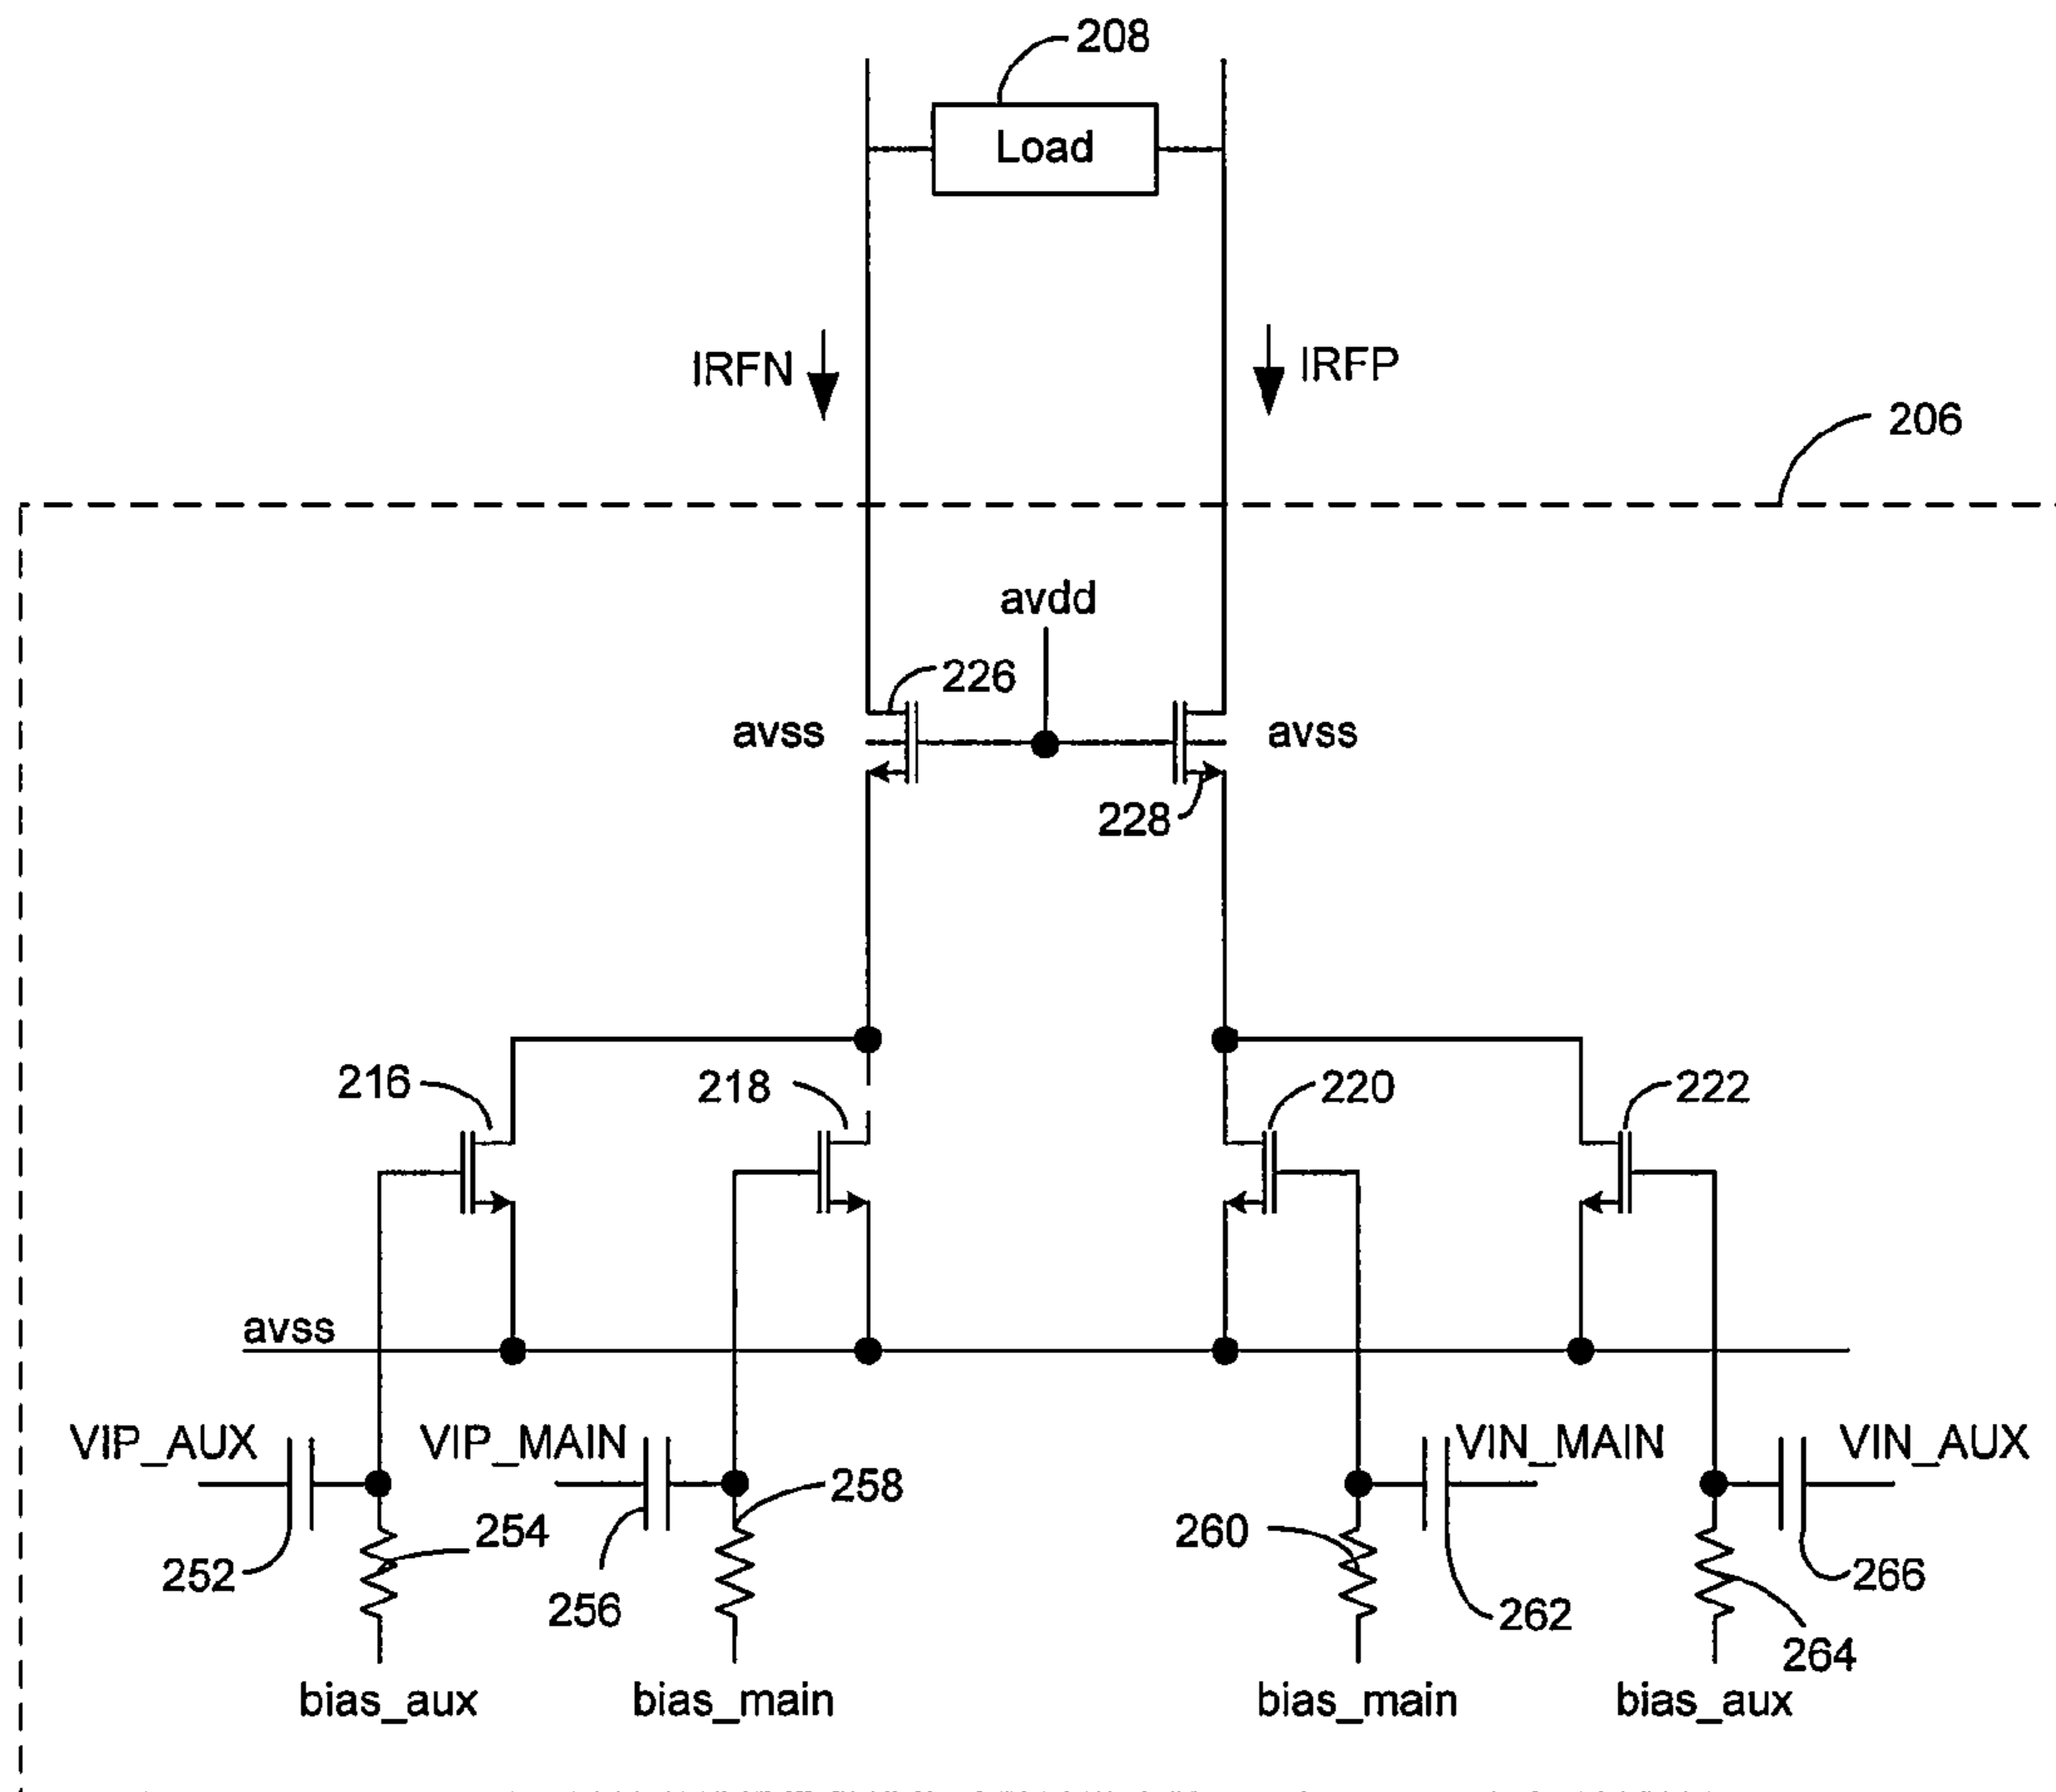 208
Load
IRFN
IRFP
206
avdd
226
avss
avss
228
216
218
220
222
avss
VIP_AUX
VIP_MAIN
VIN_MAIN
VIN_AUX
258
254
260
252
266
256
262
264
bias_aux
bias_main
bias_main
bias_aux